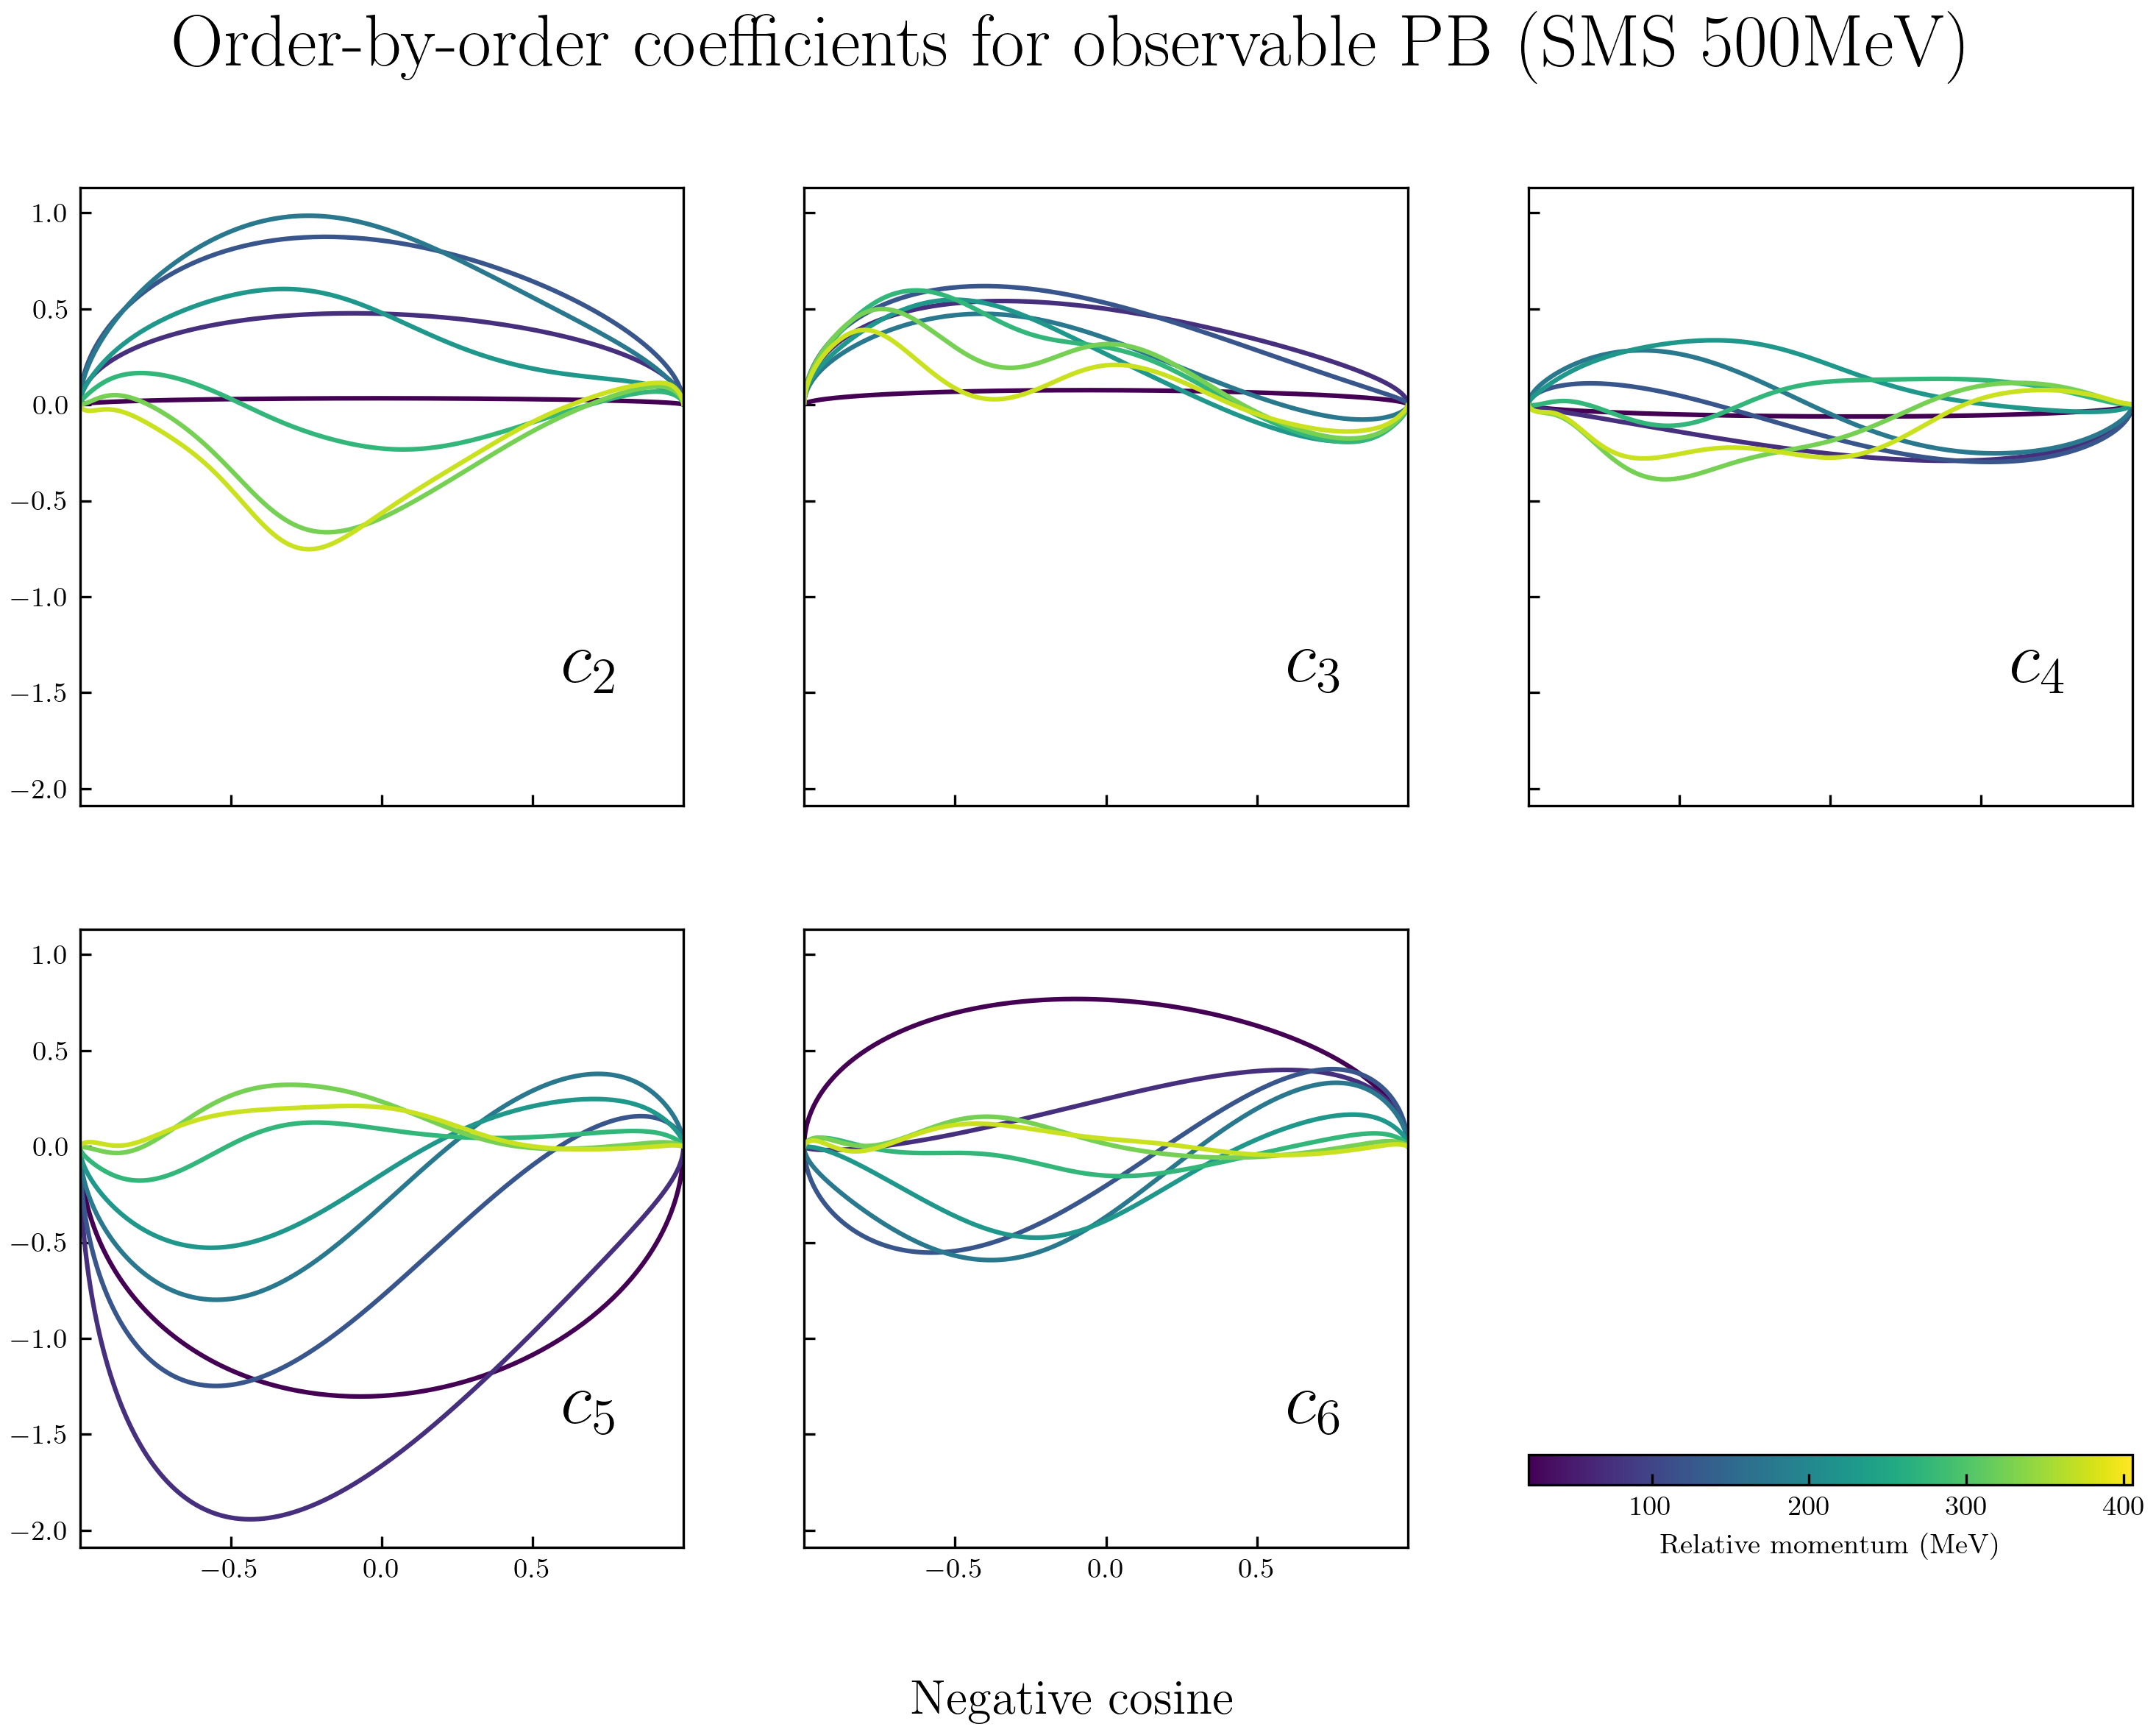 Order-by-order coefficients for observable PB (SMS 500MeV)
1.0
0.5
0.0
−0.5
−1.0
−1.5
−2.0
c2
c3
c4
1.0
0.5
0.0
−0.5
−1.0
−1.5
−2.0
c5
c6
−0.5 0.0 0.5
−0.5 0.0 0.5
100 200 300 400
Relative momentum (MeV)
Negative cosine